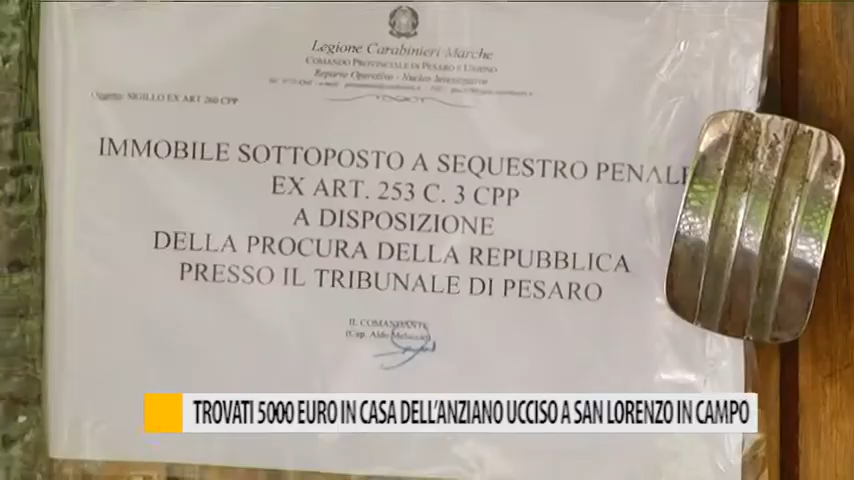 Legione Carabinieri Marche
COMANDO PROVINCIALE DI PESARO E URBINO
Reparto Operativo - Nucleo Investigativo
Oggetto: SIGILLO EX ART 260 CPP
IMMOBILE SOTTOPOSTO A SEQUESTRO PENALE
EX ART. 253 C. 3 CPP
A DISPOSIZIONE
DELLA PROCURA DELLA REPUBBLICA
PRESSO IL TRIBUNALE DI PESARO
IL COMANDANTE
(Cap. Aldo
TROVATI 5000 EURO IN CASA DELL'ANZIANO UCCISO A SAN LORENZO IN CAMPO